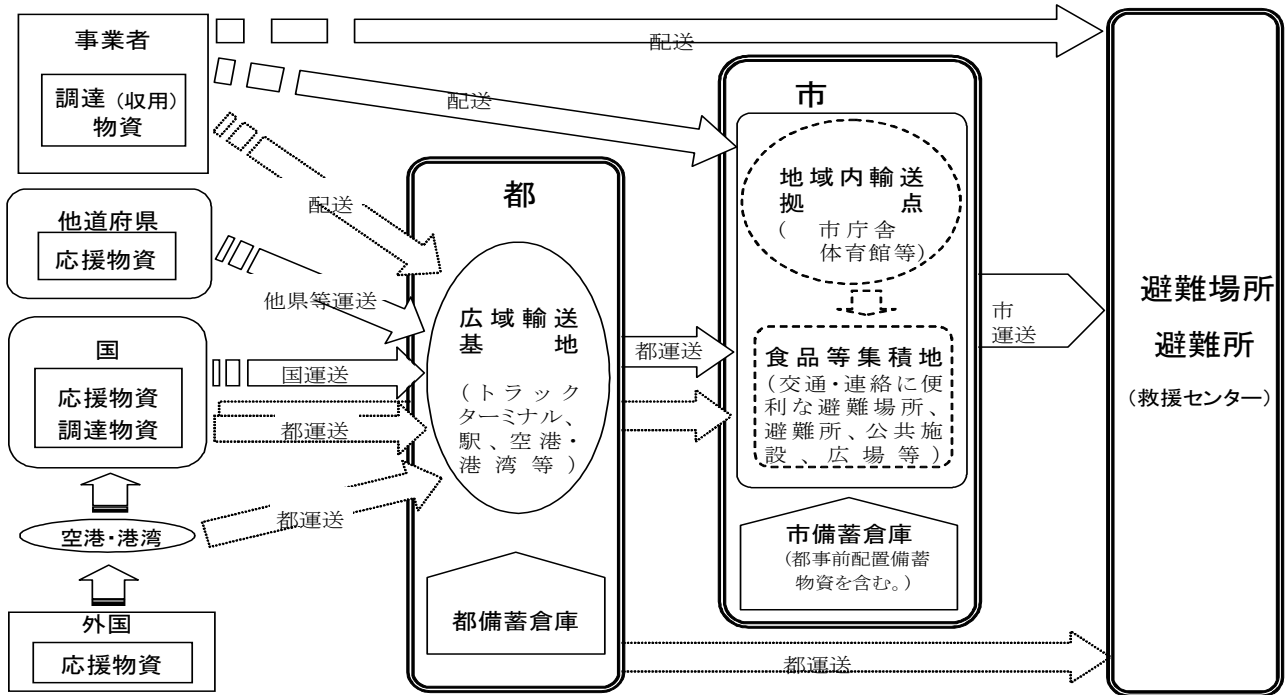 事業者
調達（収用）
物資
他道府県
応援物資
国
応援物資
調達物資
空港・港湾
外国
応援物資
配送
配送
配送
他県等運送
国運送
都運送
都運送
都
広域輸送
基地
（トラック
ターミナル、
駅、空港・
港湾等）
都備蓄倉庫
都運送
都運送
市
地域内輸送
拠点
（市庁舎
体育館等）
食品等集積地
（交通・連絡に便
利な避難場所、
避難所、公共施
設、広場等）
市備蓄倉庫
（都事前配置備蓄
物資を含む。）
市
運送
避難場所
避難所
（救援センター）